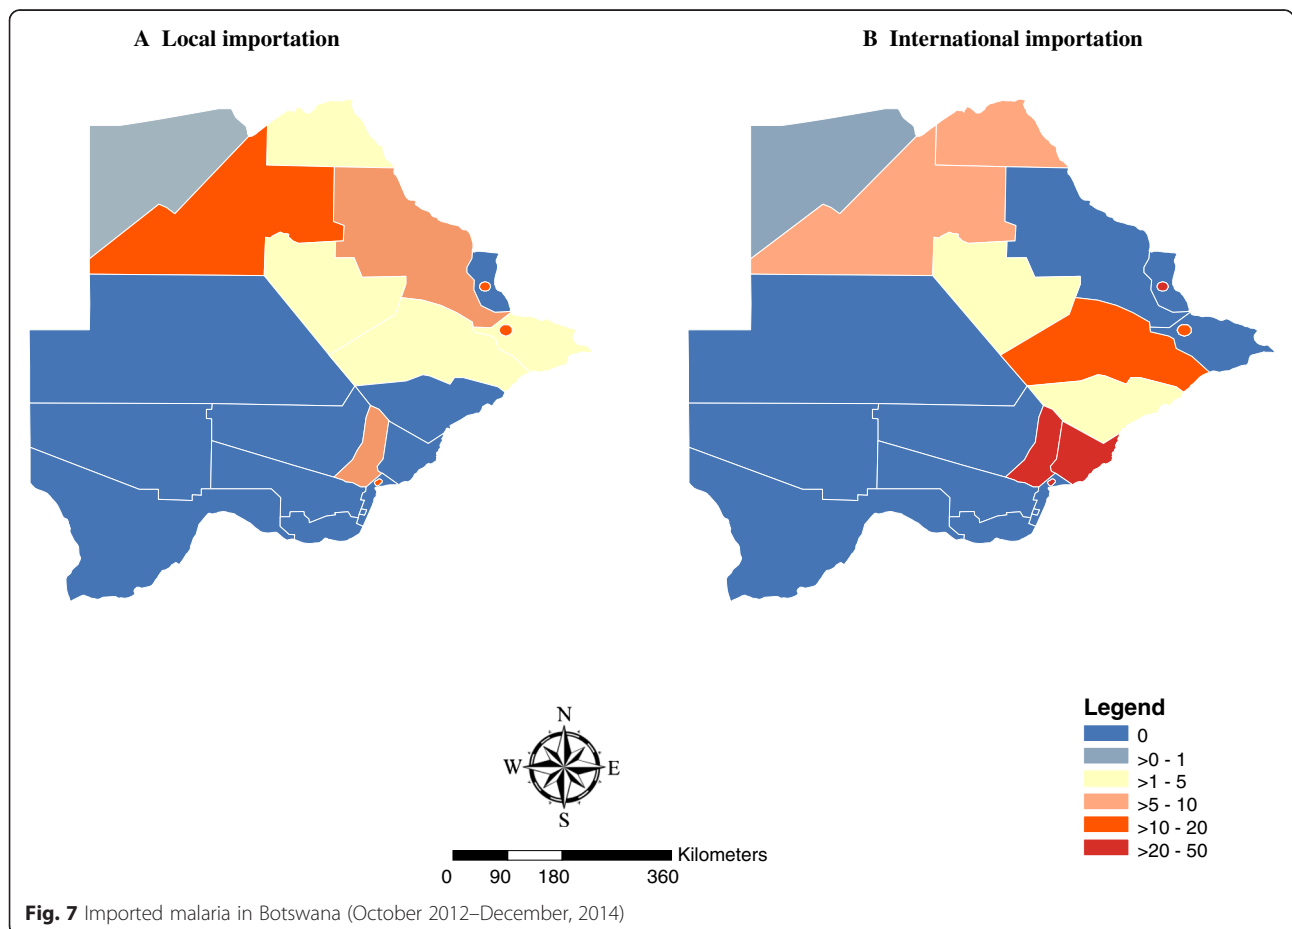 A Local importation
B International importation
N
W E
S
Kilometers
0 90 180 360
Legend
0
>0 - 1
>1 - 5
>5 - 10
>10 - 20
>20 - 50
Fig. 7 Imported malaria in Botswana (October 2012–December, 2014)